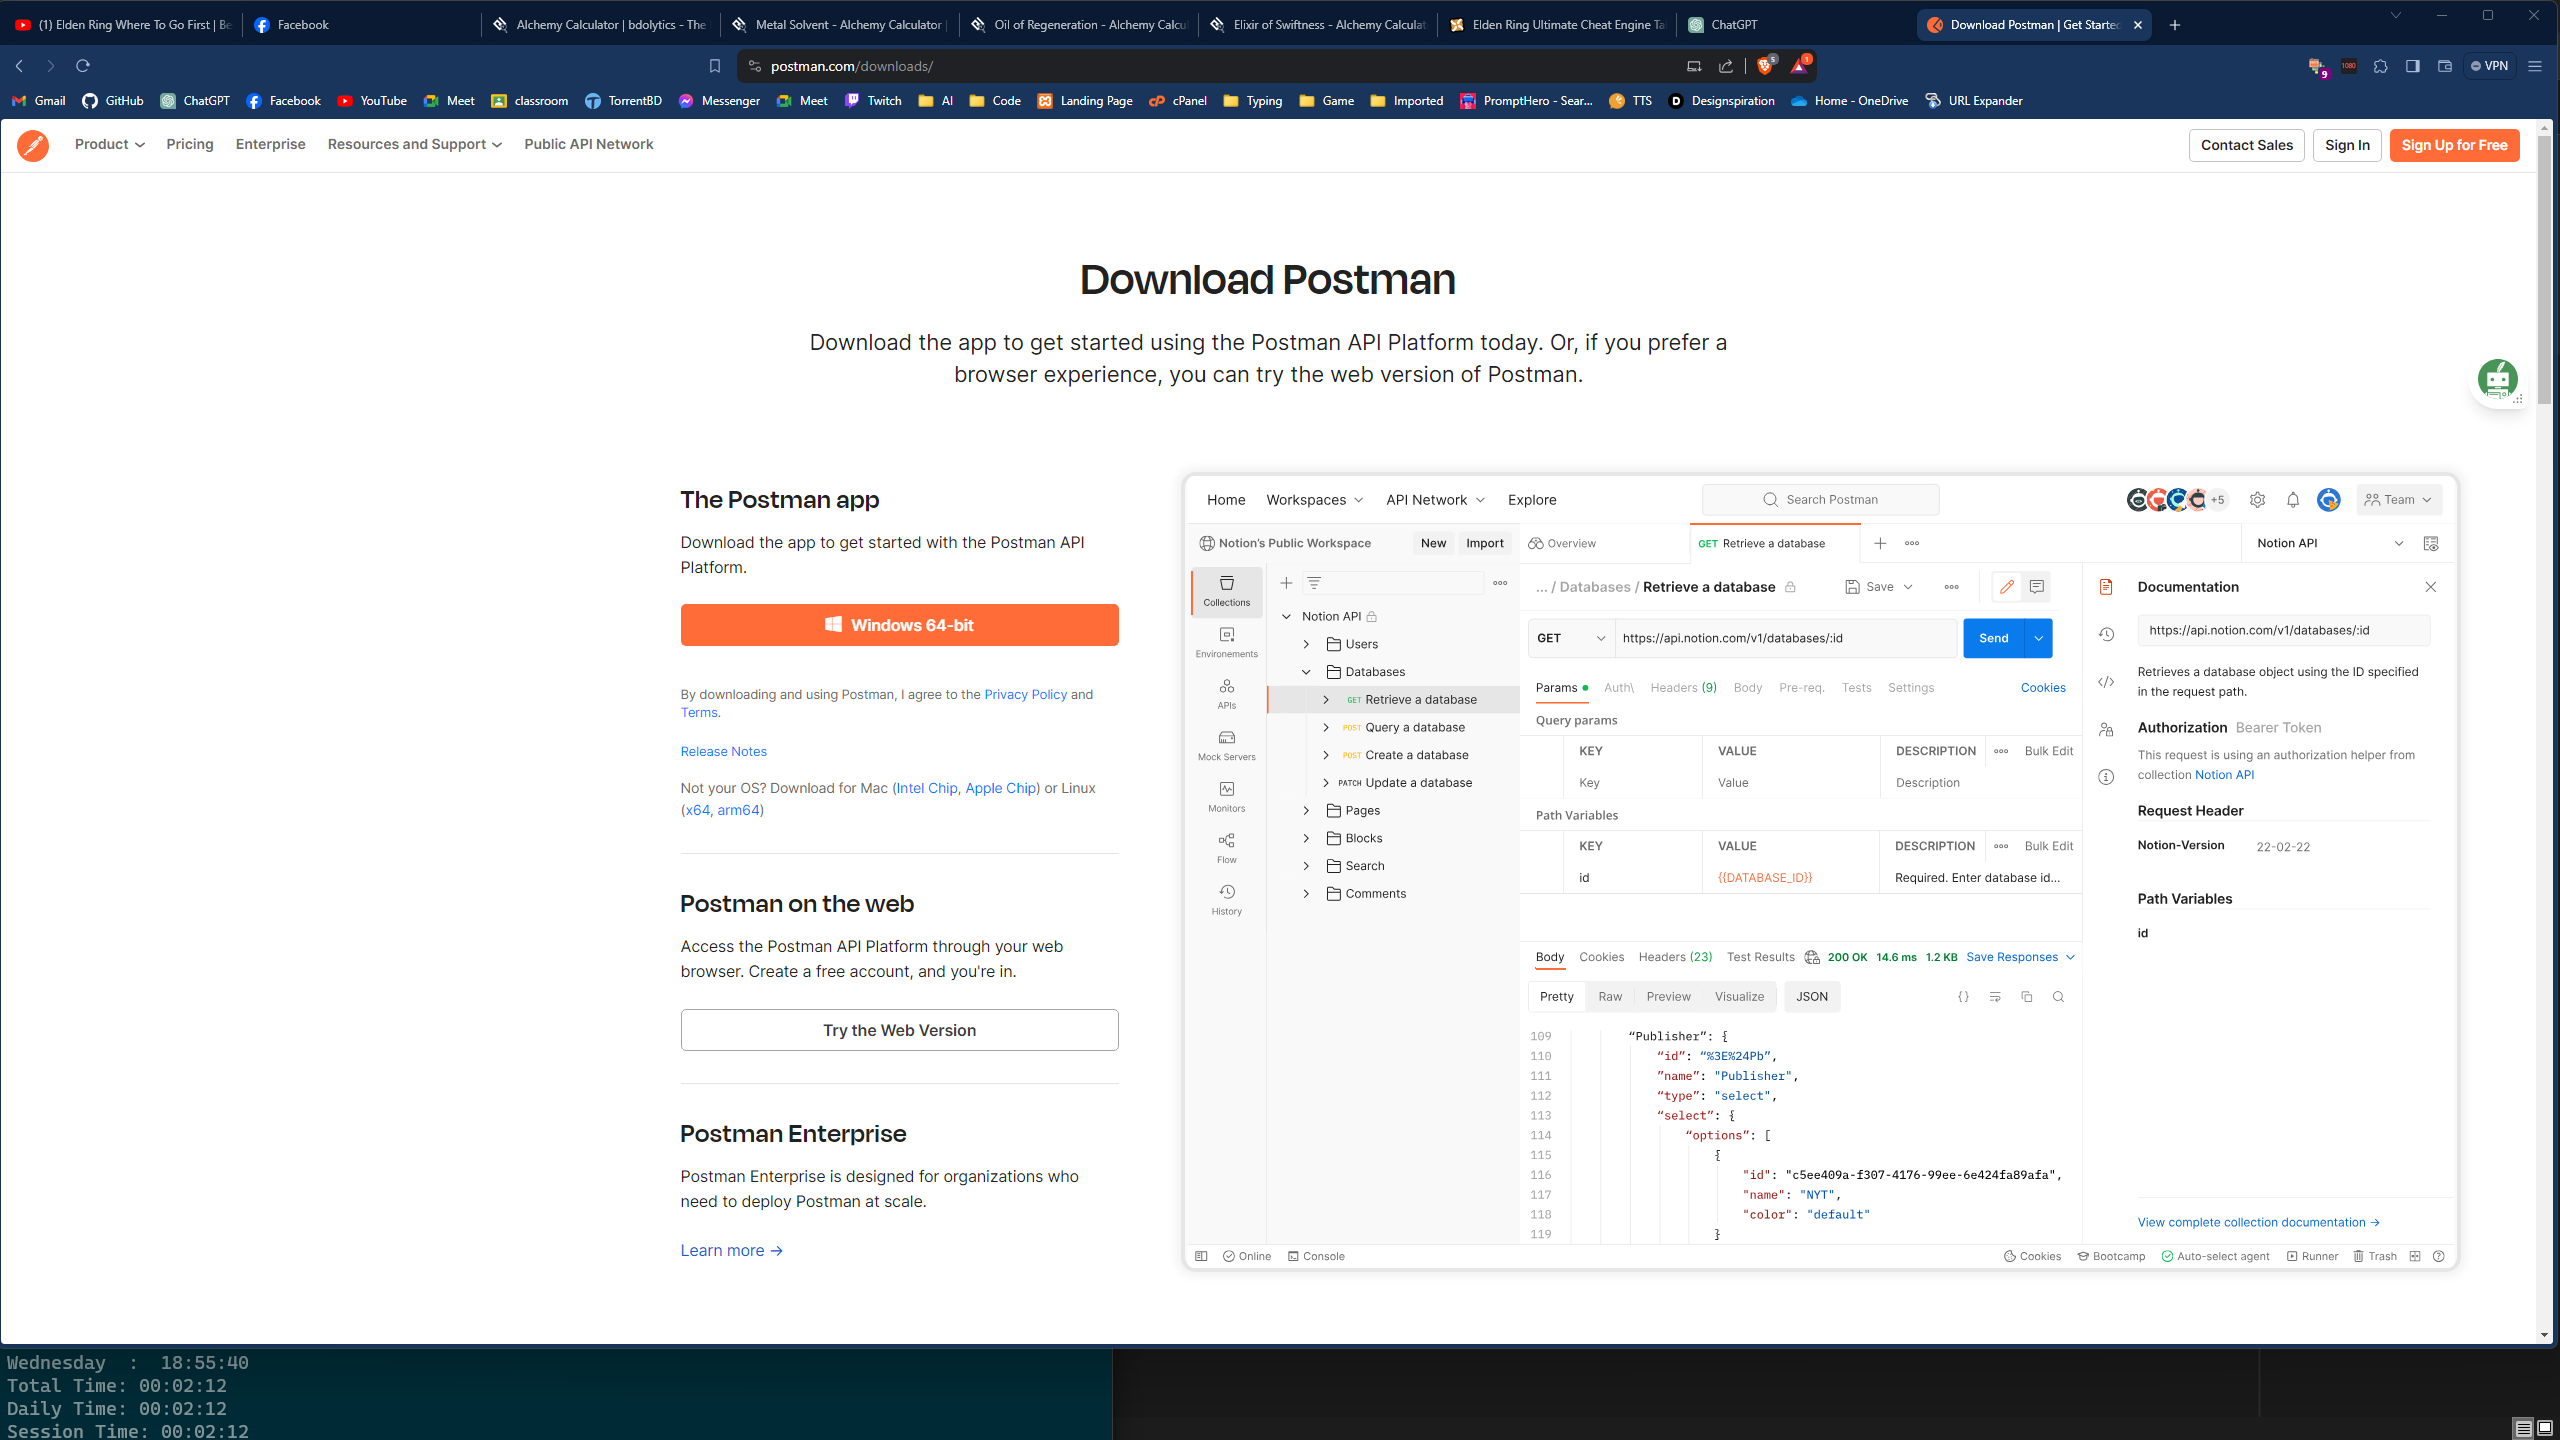 (1) Elden Ring Where To Go First | Be
Facebook
Alchemy Calculator | bdolytics - The
Metal Solvent - Alchemy Calculator |
Oil of Regeneration - Alchemy Calcu
Elixir of Swiftness - Alchemy Calculat
Elden Ring Ultimate Cheat Engine Ta
ChatGPT
Download Postman | Get Started
postman.com/downloads/
5
1
9
1080
VPN
Gmail GitHub ChatGPT Facebook YouTube Meet classroom TorrentBD Messenger Meet Twitch AI Code Landing Page cPanel Typing Game Imported PromptHero - Sear... TTS Designspiration Home - OneDrive URL Expander
Product Pricing Enterprise Resources and Support Public API Network
Contact Sales Sign In Sign Up for Free
Download Postman
Download the app to get started using the Postman API Platform today. Or, if you prefer a
browser experience, you can try the web version of Postman.
The Postman app
Download the app to get started with the Postman API
Platform.
Windows 64-bit
By downloading and using Postman, I agree to the Privacy Policy and
Terms.
Release Notes
Not your OS? Download for Mac (Intel Chip, Apple Chip) or Linux
(x64, arm64)
Postman on the web
Access the Postman API Platform through your web
browser. Create a free account, and you're in.
Try the Web Version
Postman Enterprise
Postman Enterprise is designed for organizations who
need to deploy Postman at scale.
Learn more →
Home Workspaces API Network Explore
Search Postman
+5
Team
Notion's Public Workspace New Import
Overview
GET Retrieve a database
Notion API
Collections
Environements
APIs
Mock Servers
Monitors
Flow
History
Notion API
Users
Databases
GET Retrieve a database
POST Query a database
POST Create a database
PATCH Update a database
Pages
Blocks
Search
Comments
... / Databases / Retrieve a database
Save
GET https://api.notion.com/v1/databases/:id
Send
Params Auth\ Headers (9) Body Pre-req. Tests Settings Cookies
Query params
KEY VALUE DESCRIPTION Bulk Edit
Key Value Description
Path Variables
KEY VALUE DESCRIPTION Bulk Edit
id {{DATABASE_ID}} Required. Enter database id...
Body Cookies Headers (23) Test Results 200 OK 14.6 ms 1.2 KB Save Responses
Pretty Raw Preview Visualize JSON
109 “Publisher”: {
110 “id”: “%3E%24Pb”,
111 ”name”: "Publisher",
112 “type”: "select",
113 “select”: {
114 “options”: [
115 {
116 "id": "c5ee409a-f307-4176-99ee-6e424fa89afa",
117 "name": "NYT",
118 "color": "default"
119 }
Documentation
https://api.notion.com/v1/databases/:id
Retrieves a database object using the ID specified
in the request path.
Authorization Bearer Token
This request is using an authorization helper from
collection Notion API
Request Header
Notion-Version 22-02-22
Path Variables
id
View complete collection documentation →
Online Console
Cookies Bootcamp Auto-select agent Runner Trash
Wednesday : 18:55:40
Total Time: 00:02:12
Daily Time: 00:02:12
Session Time: 00:02:12